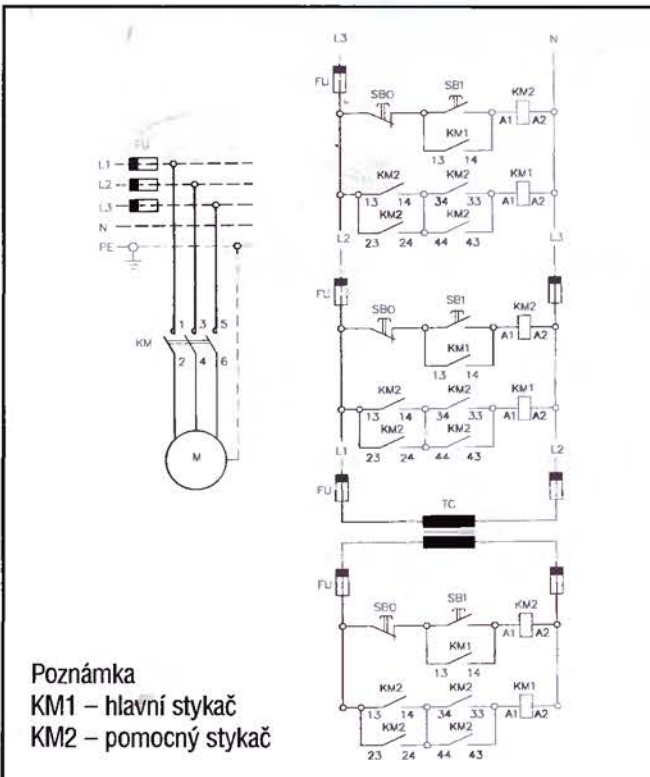 L3 N
FU
SB0 SB1 KM2
A1 A2
KM1
13 14
KM2 KM2 KM1
13 14 34 33 A1 A2
KM2 KM2
23 24 44 43
L2 L3
FU
SB0 SB1 KM2
A1 A2
KM1
13 14
KM2 KM2 KM1
13 14 34 33 A1 A2
KM2 KM2
23 24 44 43
L1 L2
FU
TC
FU
SB0 SB1 KM2
A1 A2
KM1
13 14
KM2 KM2 KM1
13 14 34 33 A1 A2
KM2 KM2
23 24 44 43
FU
L1
L2
L3
N
PE
1 3 5
KM
2 4 6
M
Poznámka
KM1 – hlavní stykač
KM2 – pomocný stykač